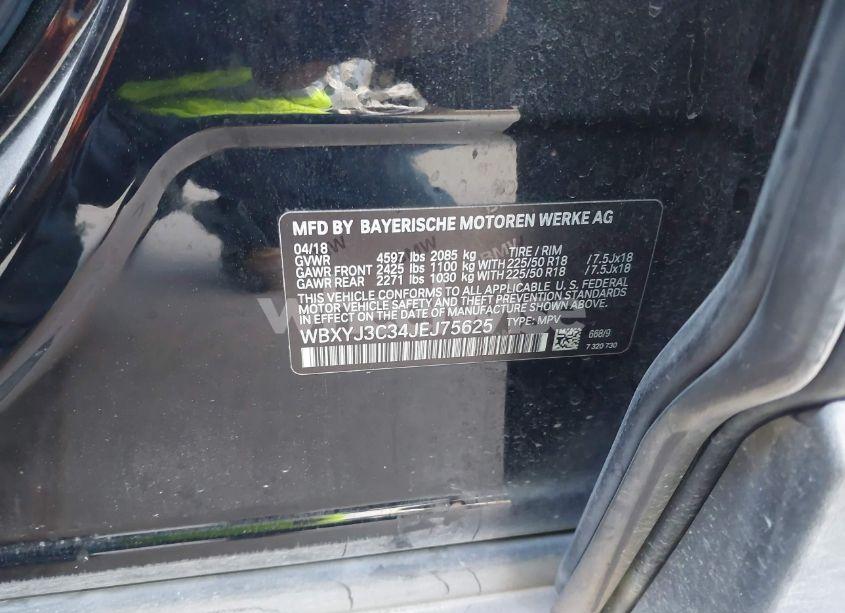 MFD BY BAYERISCHE MOTOREN WERKE AG
04/18
GVWR 4597 lbs 2085 kg TIRE / RIM
GAWR FRONT 2425 lbs 1100 kg WITH 225/50 R18 / 7.5Jx18
GAWR REAR 2271 lbs 1030 kg WITH 225/50 R18 / 7.5Jx18
THIS VEHICLE CONFORMS TO ALL APPLICABLE U. S. FEDERAL
MOTOR VEHICLE SAFETY AND THEFT PREVENTION STANDARDS
IN EFFECT ON THE DATE OF MANUFACTURE SHOWN ABOVE.
WBXYJ3C34JEJ75625 TYPE: MPV
668/9
7 320 730